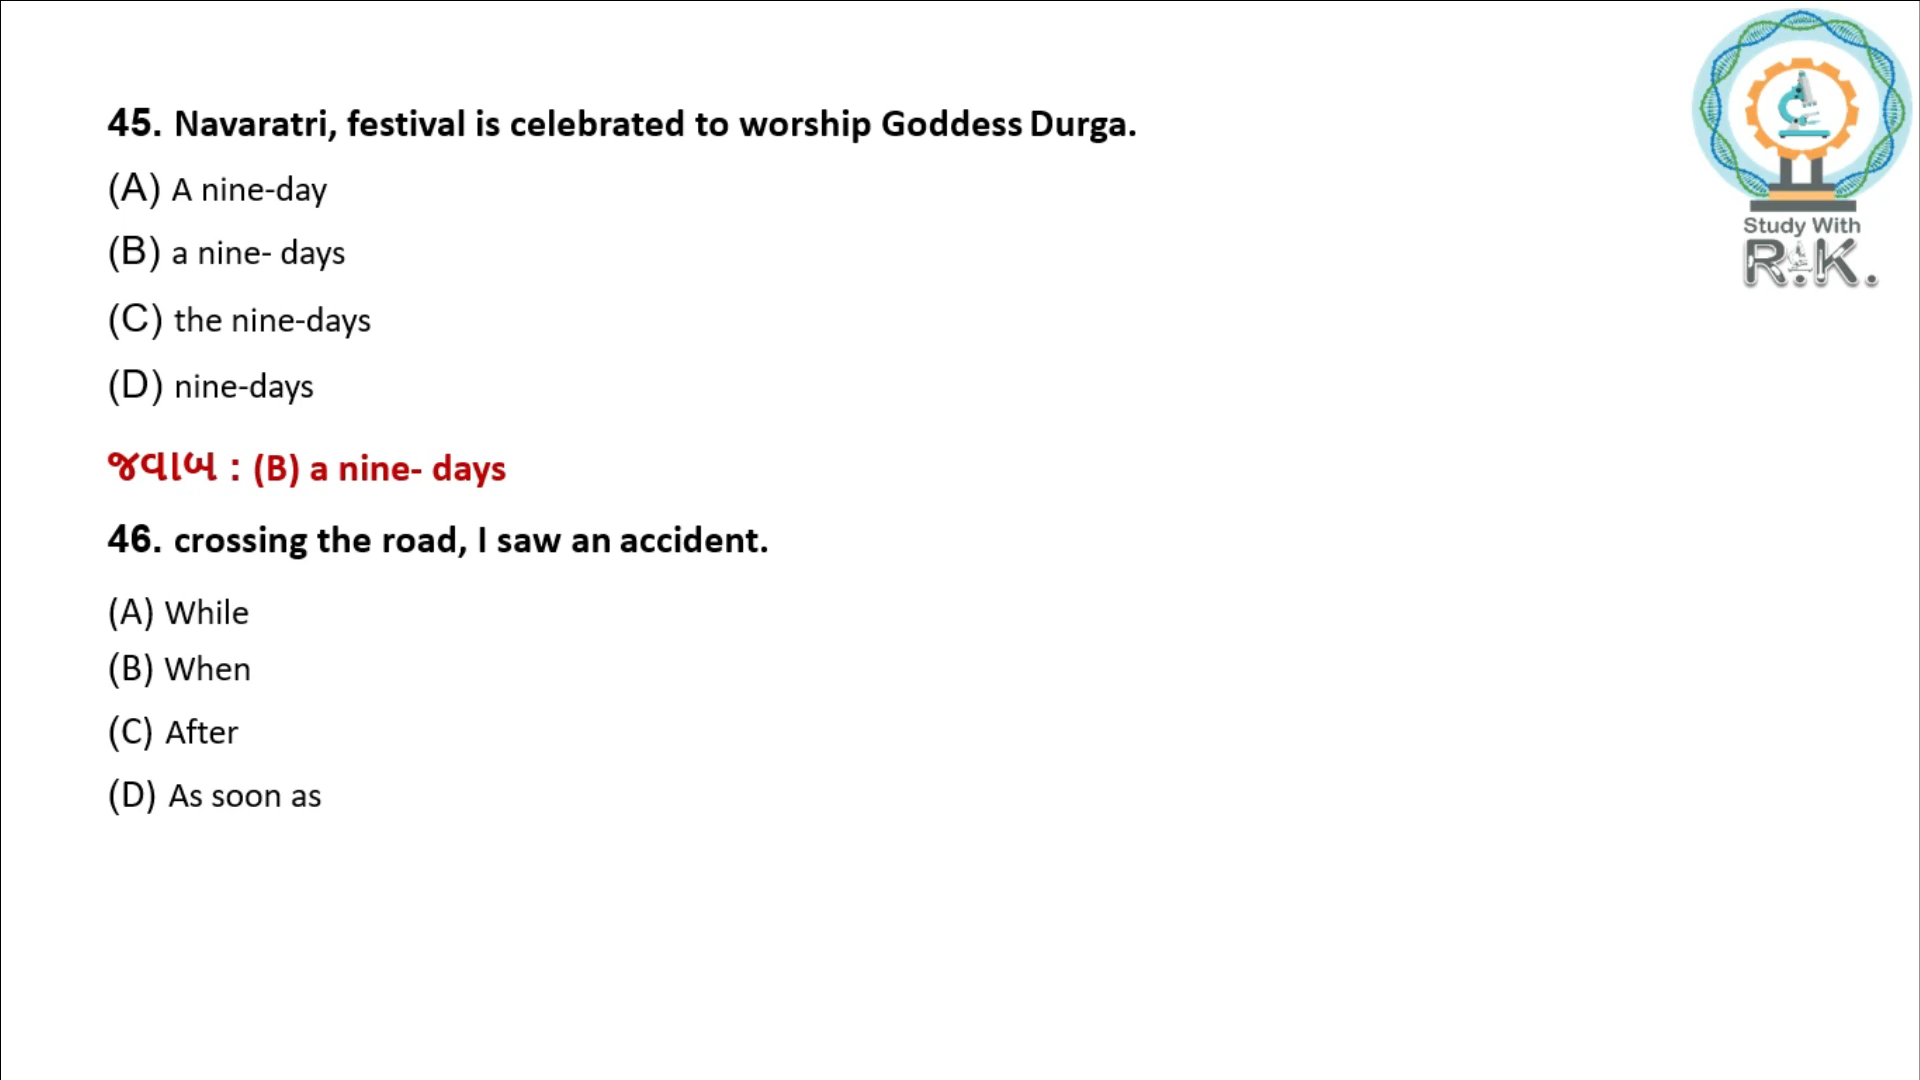 45. Navaratri, festival is celebrated to worship Goddess Durga.
(A) A nine-day
(B) a nine- days
(C) the nine-days
(D) nine-days
જવાબ : (B) a nine- days
46. crossing the road, I saw an accident.
(A) While
(B) When
(C) After
(D) As soon as
Study With
R.K.